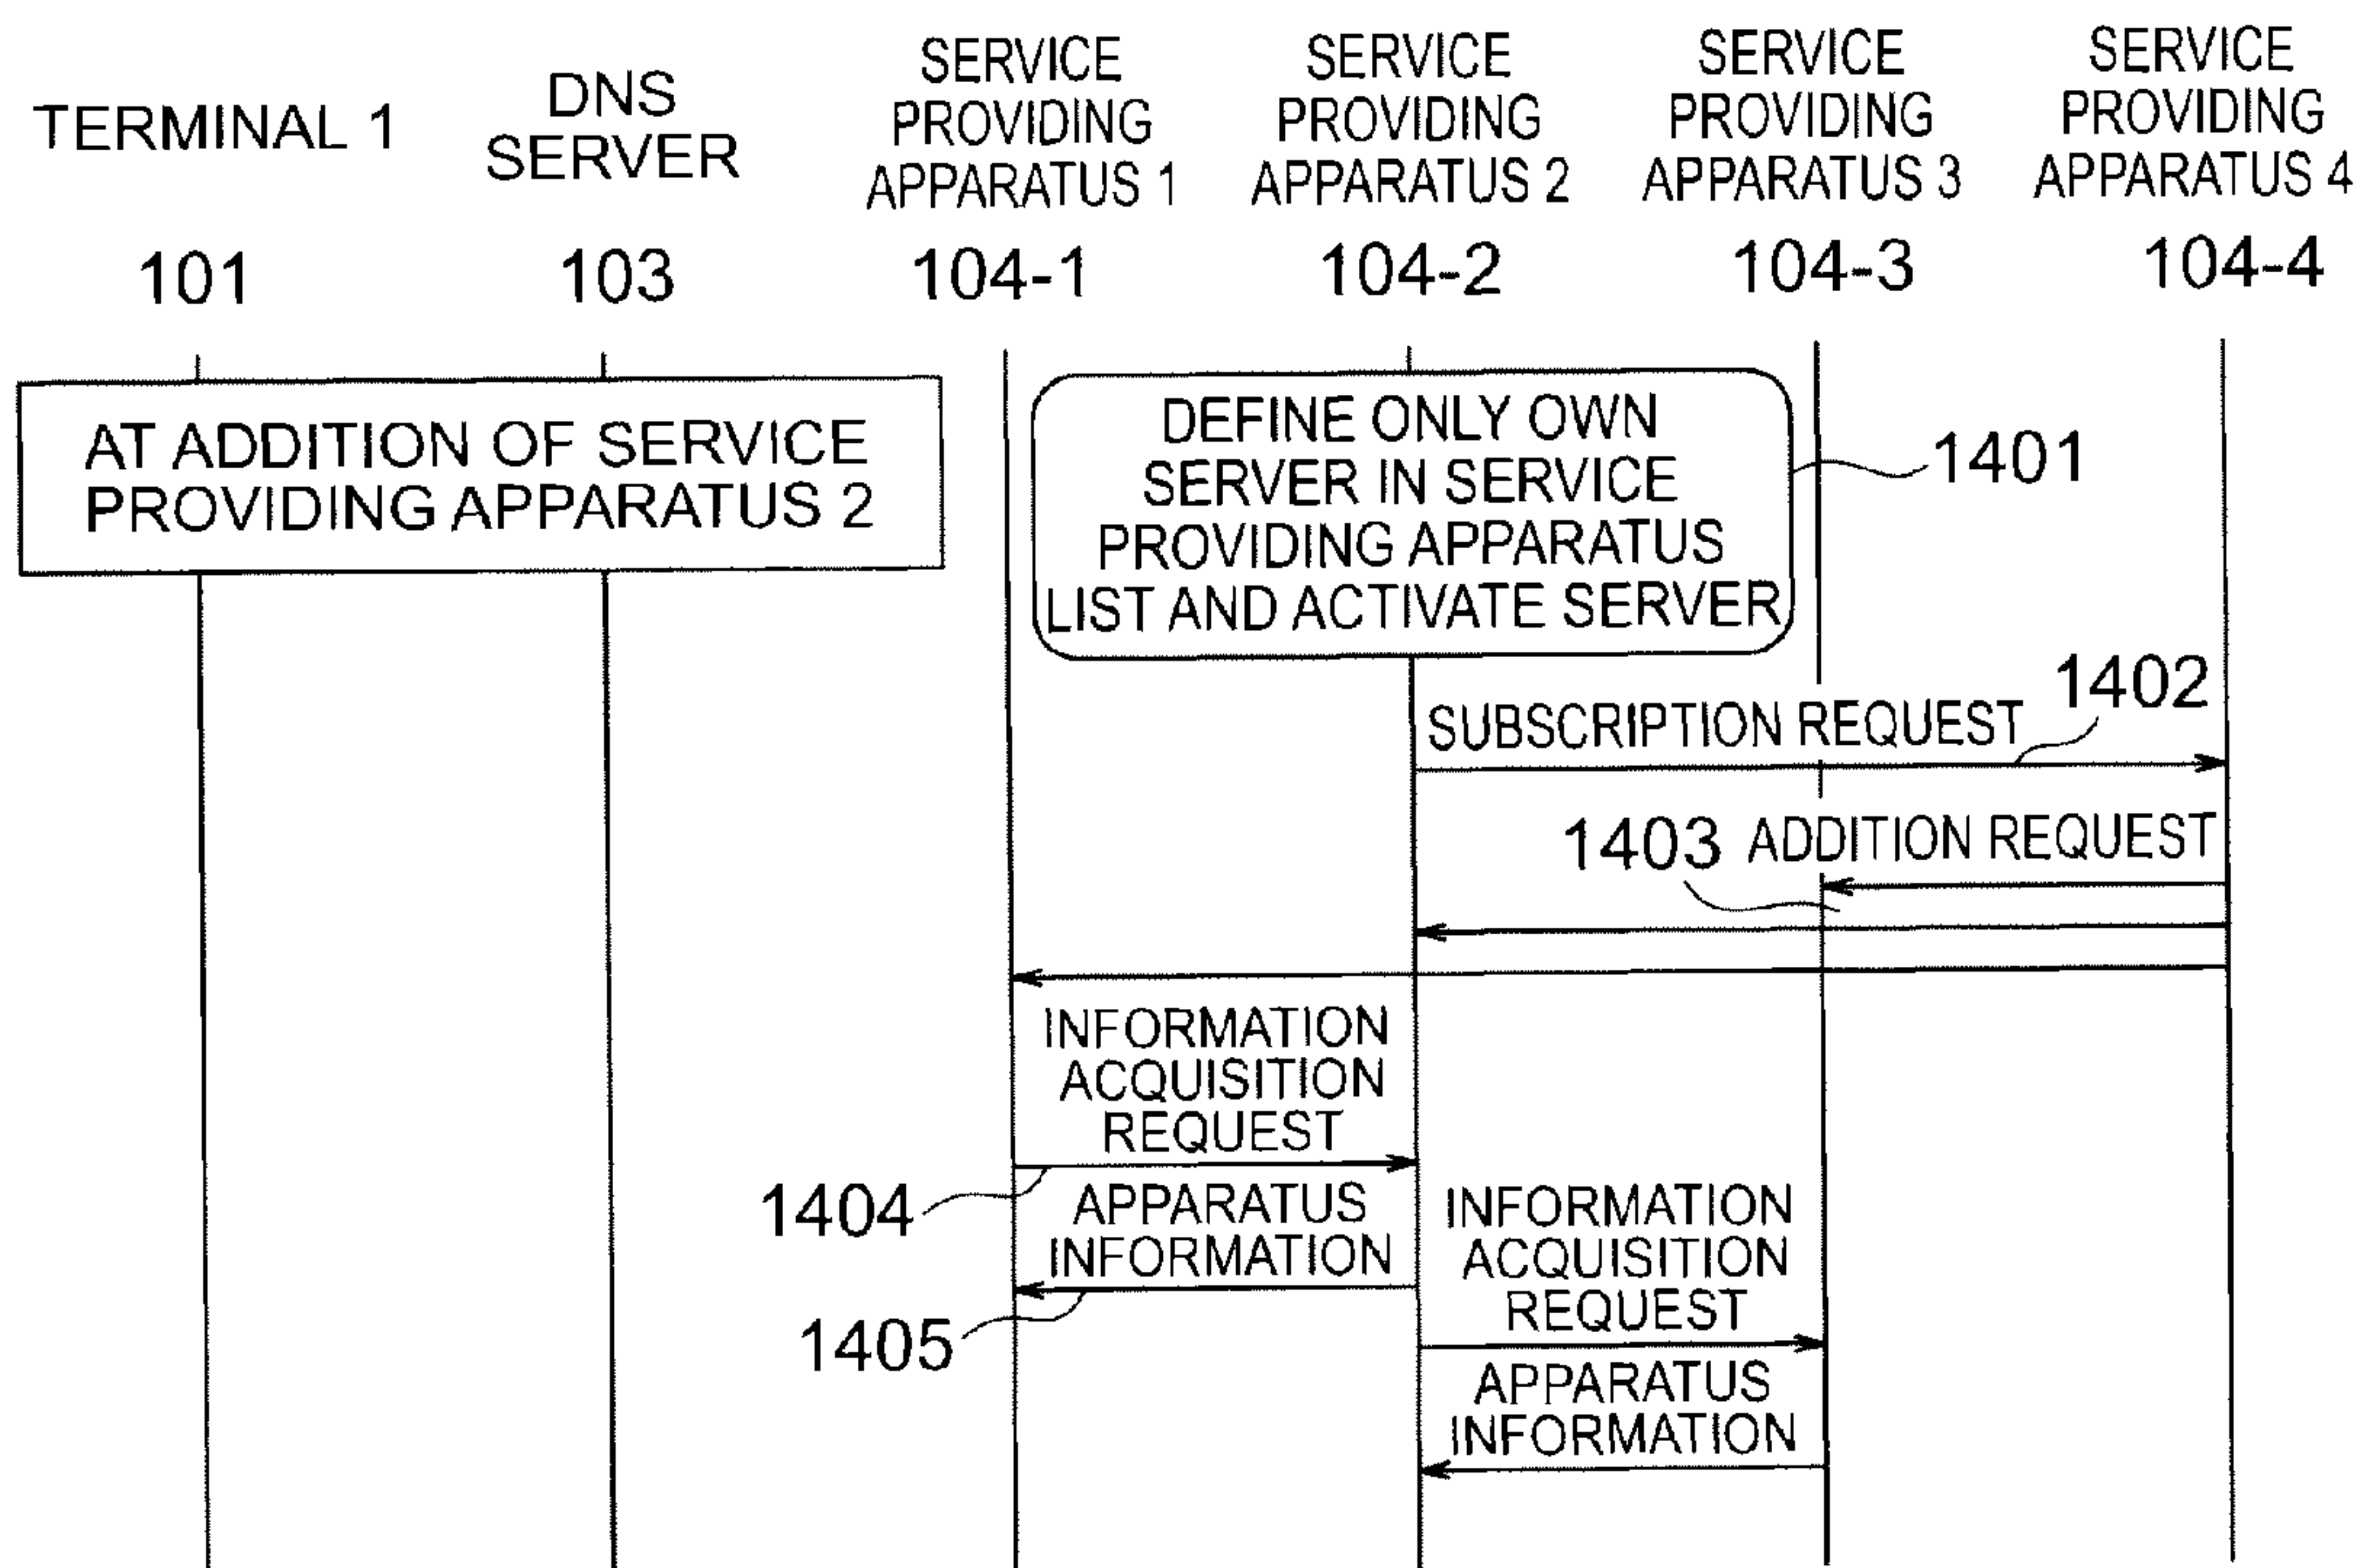 TERMINAL 1
101
DNS
SERVER
103
SERVICE
PROVIDING
APPARATUS 1
104-1
SERVICE
PROVIDING
APPARATUS 2
104-2
SERVICE
PROVIDING
APPARATUS 3
104-3
SERVICE
PROVIDING
APPARATUS 4
104-4
AT ADDITION OF SERVICE
PROVIDING APPARATUS 2
DEFINE ONLY OWN
SERVER IN SERVICE
PROVIDING APPARATUS
LIST AND ACTIVATE SERVER
1401
SUBSCRIPTION REQUEST
1402
1403
ADDITION REQUEST
INFORMATION
ACQUISITION
REQUEST
1404
APPARATUS
INFORMATION
1405
INFORMATION
ACQUISITION
REQUEST
APPARATUS
INFORMATION